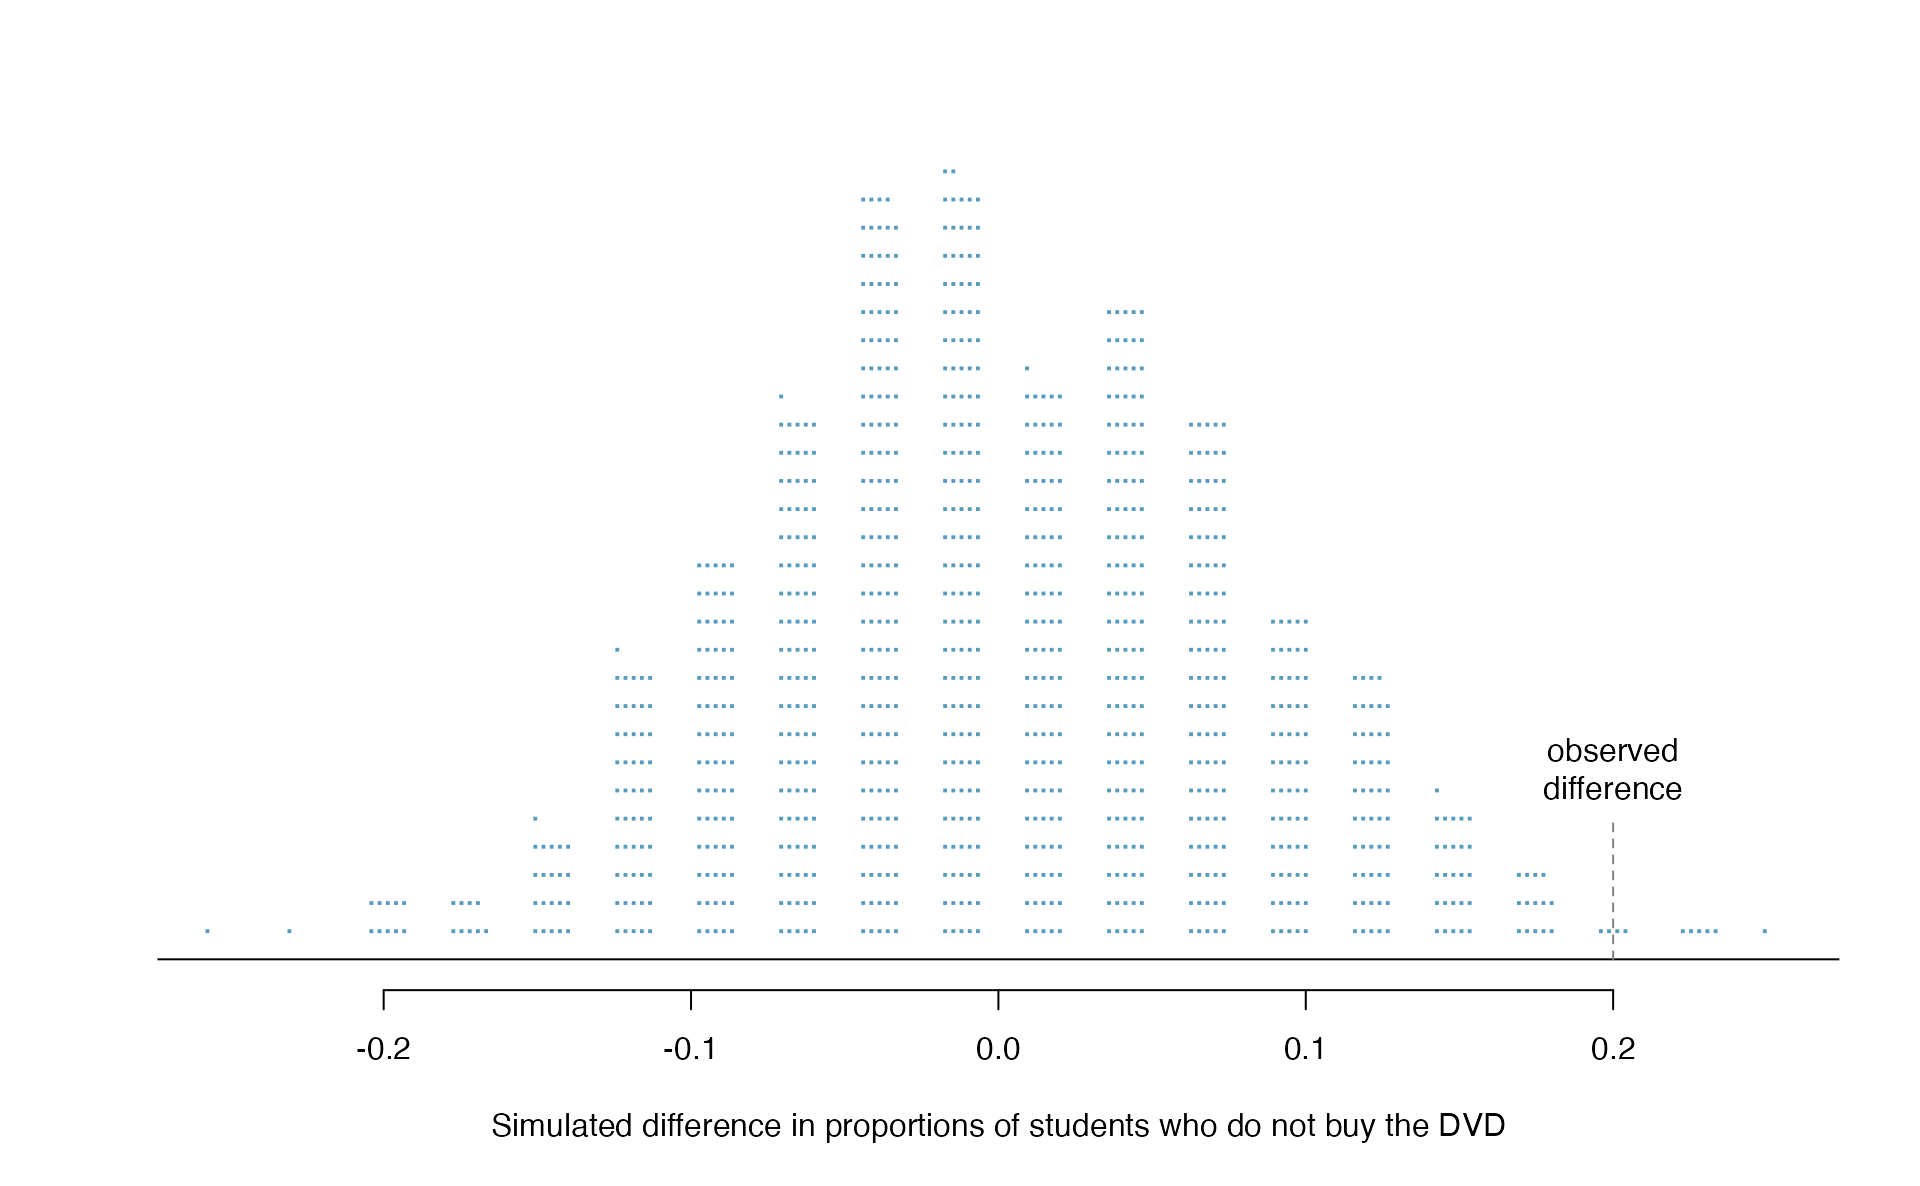 observed
difference
-0.2 -0.1 0.0 0.1 0.2
Simulated difference in proportions of students who do not buy the DVD